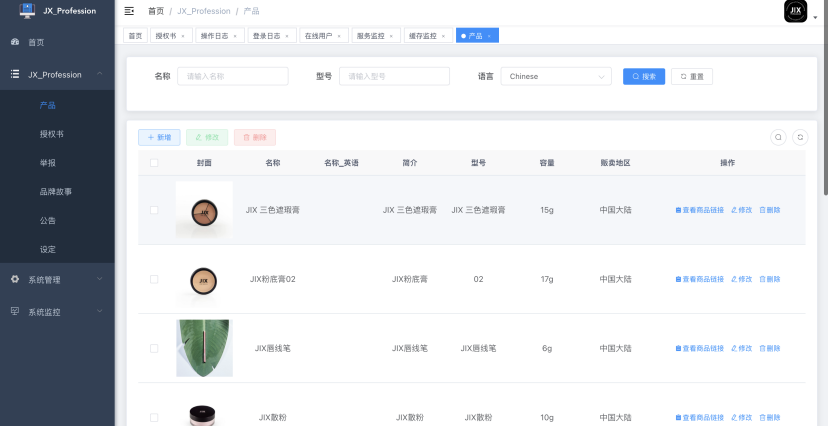 JX_Profession
首页 / JX_Profession / 产品
JIX
首页 授权书 × 操作日志 × 登录日志 × 在线用户 × 服务监控 × 缓存监控 × 产品 ×
首页
JX_Profession
产品
授权书
举报
品牌故事
公告
设定
系统管理
系统监控
名称 请输入名称 型号 请输入型号 语言 Chinese 搜索 重置
+ 新增 修改 删除
封面 名称 名称_英语 简介 型号 容量 贩卖地区 操作
JIX 三色遮瑕膏 JIX 三色遮瑕膏 JIX 三色遮瑕膏 15g 中国大陆 查看商品链接 修改 删除
JIX粉底膏02 JIX粉底膏 02 17g 中国大陆 查看商品链接 修改 删除
JIX唇线笔 JIX唇线笔 JIX唇线笔 6g 中国大陆 查看商品链接 修改 删除
JIX散粉 JIX散粉 JIX散粉 10g 中国大陆 查看商品链接 修改 删除